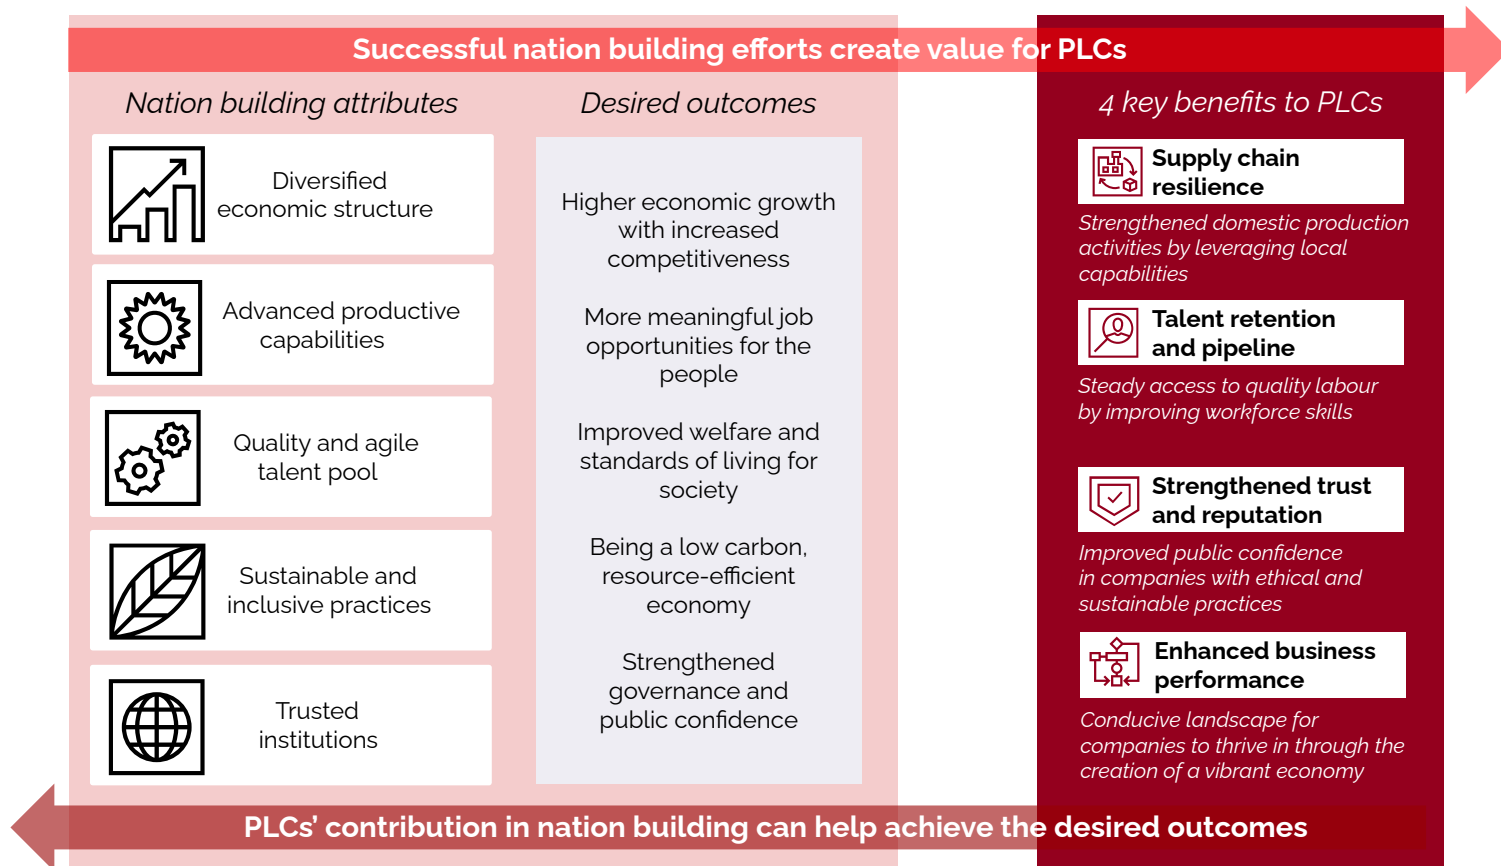 Successful nation building efforts create value for PLCs
Nation building attributes
Diversified
economic structure
Advanced productive
capabilities
Quality and agile
talent pool
Sustainable and
inclusive practices
Trusted
institutions
Desired outcomes
Higher economic growth
with increased
competitiveness
More meaningful job
opportunities for the
people
Improved welfare and
standards of living for
society
Being a low carbon,
resource-efficient
economy
Strengthened
governance and
public confidence
4 key benefits to PLCs
Supply chain
resilience
Strengthened domestic production
activities by leveraging local
capabilities
Talent retention
and pipeline
Steady access to quality labour
by improving workforce skills
Strengthened trust
and reputation
Improved public confidence
in companies with ethical and
sustainable practices
Enhanced business
performance
Conducive landscape for
companies to thrive in through the
creation of a vibrant economy
PLCs’ contribution in nation building can help achieve the desired outcomes